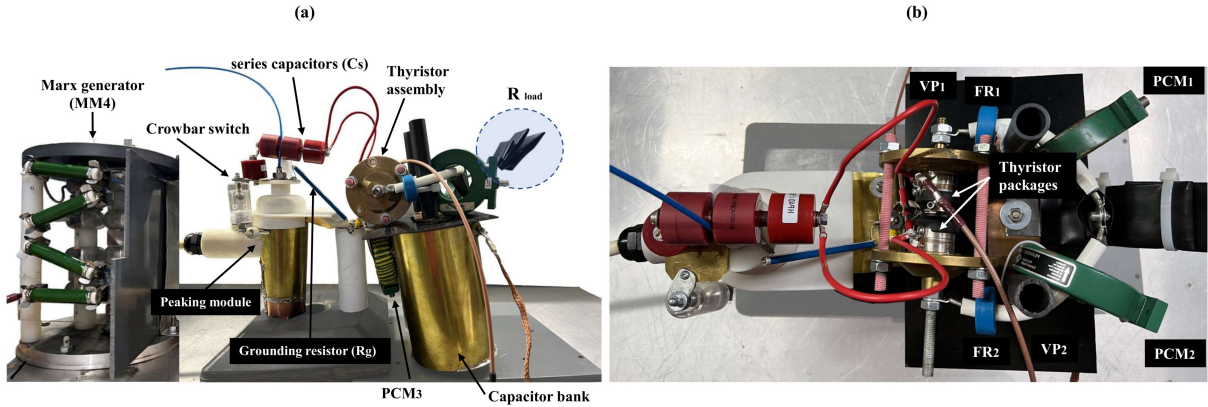 (a)
(b)
series capacitors (Cs)
Marx generator
(MM4)
Thyristor
assembly
R load
Crowbar switch
Peaking module
Grounding resistor (Rg)
PCM3
Capacitor bank
VP1
FR1
PCM1
Thyristor
packages
FR2
VP2
PCM2